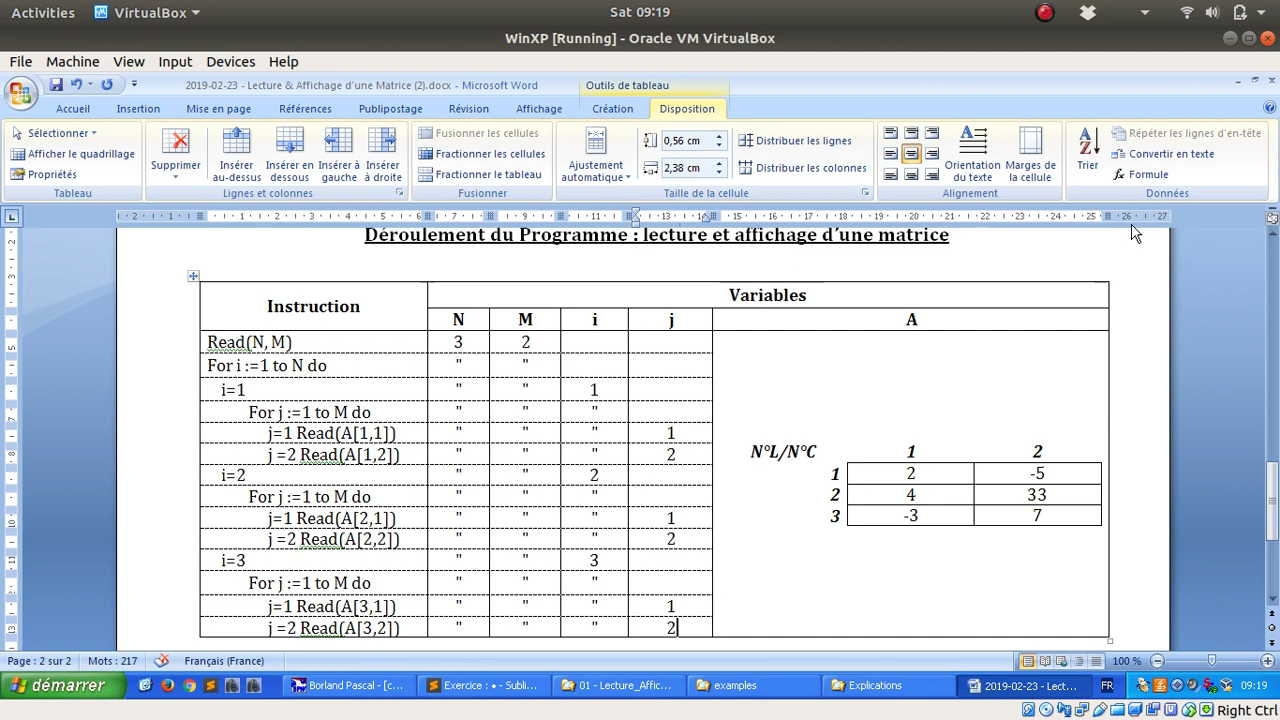 Activities VirtualBox Sat 09:19
WinXP [Running] - Oracle VM VirtualBox
File Machine View Input Devices Help
2019-02-23 - Lecture & Affichage d'une Matrice (2).docx - Microsoft Word Outils de tableau
Accueil Insertion Mise en page Références Publipostage Révision Affichage Création Disposition
Sélectionner
Afficher le quadrillage
Propriétés
Tableau
Supprimer
Insérer au-dessus
Insérer en dessous
Insérer à gauche
Insérer à droite
Lignes et colonnes
Fusionner les cellules
Fractionner les cellules
Fractionner le tableau
Fusionner
Ajustement automatique
0,56 cm
2,38 cm
Distribuer les lignes
Distribuer les colonnes
Taille de la cellule
Orientation du texte
Marges de la cellule
Alignement
Trier
Répéter les lignes d'en-tête
Convertir en texte
Formule
Données
Déroulement du Programme : lecture et affichage d'une matrice
Instruction Variables
N M i j A
Read(N, M) 3 2
For i :=1 to N do " "
i=1 " " 1
For j :=1 to M do " " "
j=1 Read(A[1,1]) " " " 1
j =2 Read(A[1,2]) " " " 2
i=2 " " 2
For j :=1 to M do " " "
j=1 Read(A[2,1]) " " " 1
j =2 Read(A[2,2]) " " " 2
i=3 " " 3
For j :=1 to M do " " "
j=1 Read(A[3,1]) " " " 1
j =2 Read(A[3,2]) " " " 2
N°L/N°C 1 2
1 2 -5
2 4 33
3 -3 7
Page : 2 sur 2 Mots : 217 Français (France) 100 %
démarrer Borland Pascal - [c... Exercice : • - Subli... 01 - Lecture_Affic... examples Explications 2019-02-23 - Lect... FR 09:19
Right Ctrl